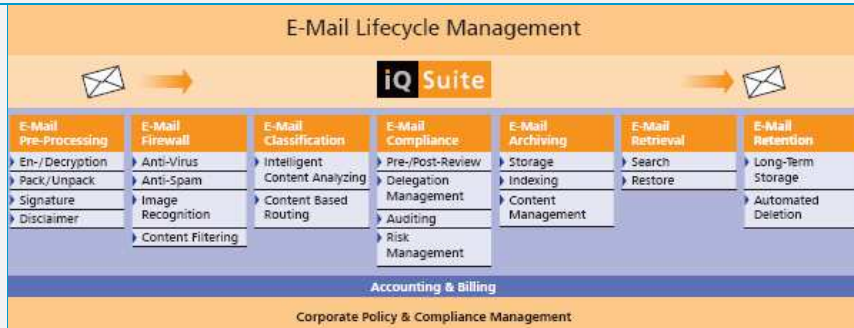 E-Mail Lifecycle Management
iQ Suite
E-Mail
Pre-Processing
En-/Decryption
Pack/Unpack
Signature
Disclaimer
E-Mail
Firewall
Anti-Virus
Anti-Spam
Image
Recognition
Content Filtering
E-Mail
Classification
Intelligent
Content Analyzing
Content Based
Routing
E-Mail
Compliance
Pre-/Post-Review
Delegation
Management
Auditing
Risk
Management
E-Mail
Archiving
Storage
Indexing
Content
Management
E-Mail
Retrieval
Search
Restore
E-Mail
Retention
Long-Term
Storage
Automated
Deletion
Accounting & Billing
Corporate Policy & Compliance Management